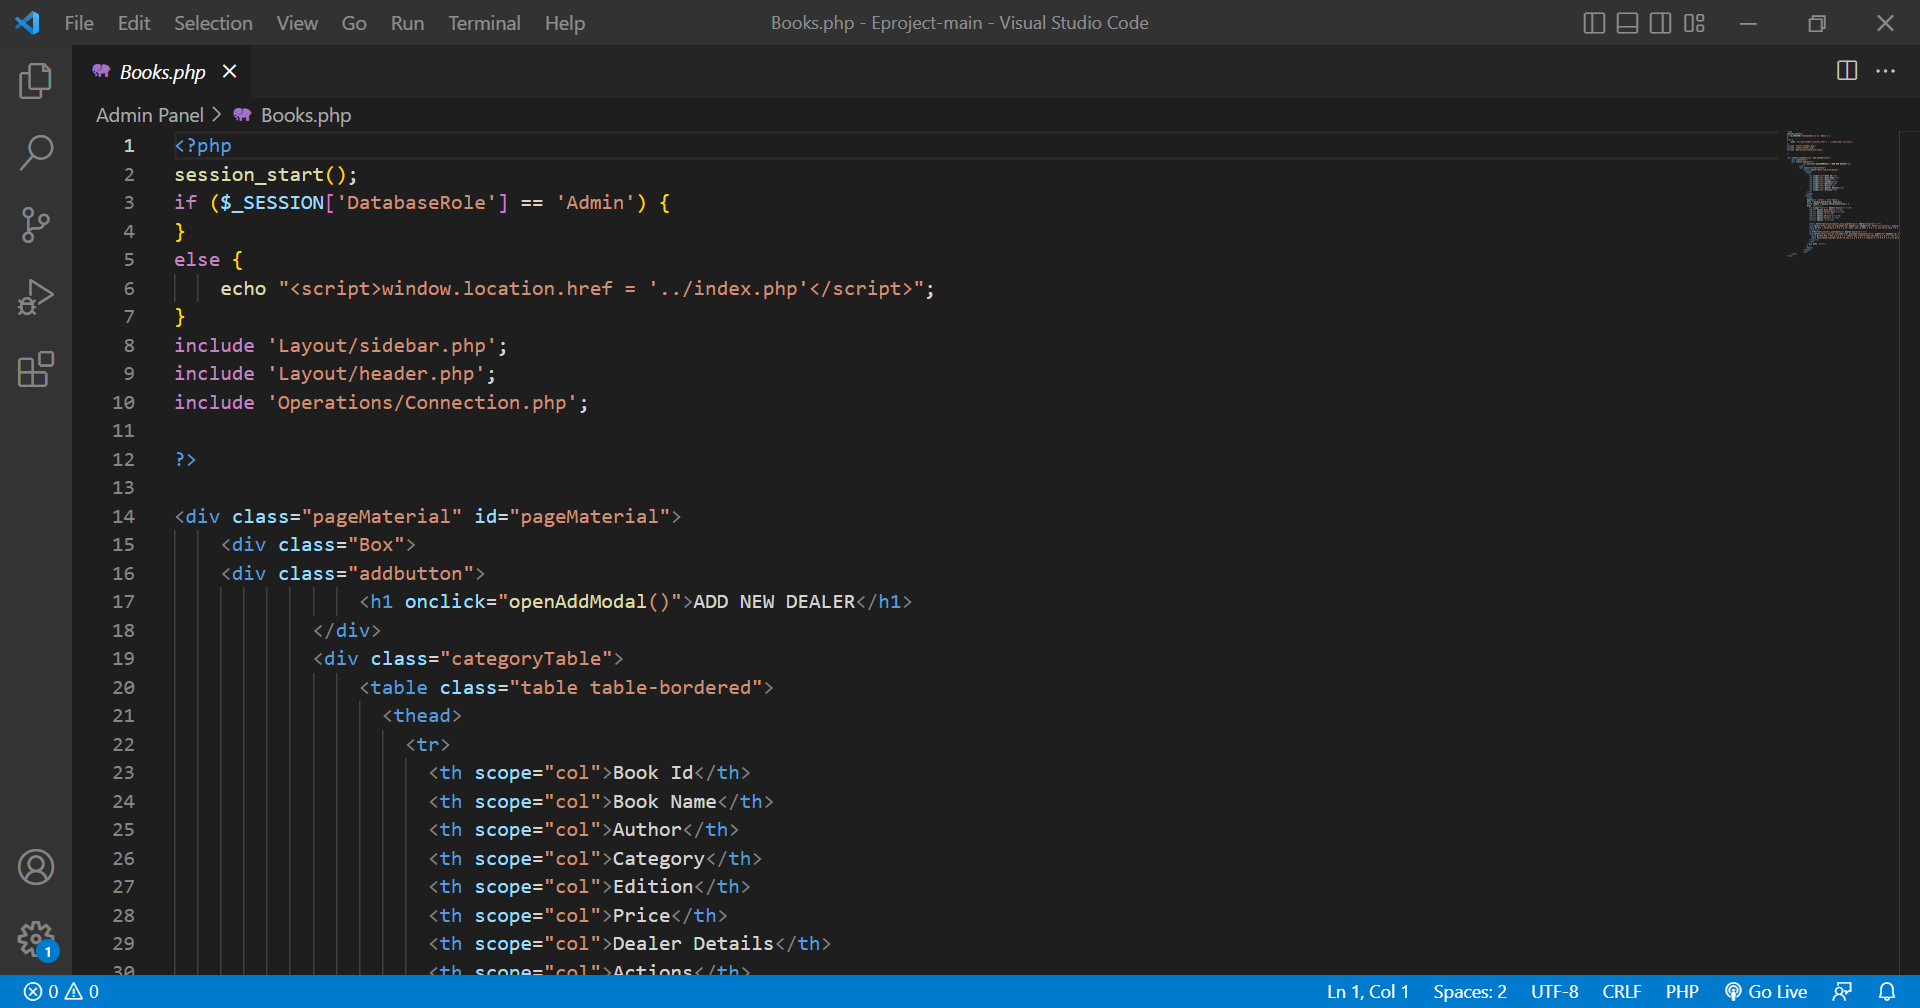 File Edit Selection View Go Run Terminal Help Books.php - Eproject-main - Visual Studio Code
Books.php
Admin Panel > Books.php
1 <?php
2 session_start();
3 if ($_SESSION['DatabaseRole'] == 'Admin') {
4 }
5 else {
6 echo "<script>window.location.href = '../index.php'</script>";
7 }
8 include 'Layout/sidebar.php';
9 include 'Layout/header.php';
10 include 'Operations/Connection.php';
11
12 ?>
13
14 <div class="pageMaterial" id="pageMaterial">
15 <div class="Box">
16 <div class="addbutton">
17 <h1 onclick="openAddModal()">ADD NEW DEALER</h1>
18 </div>
19 <div class="categoryTable">
20 <table class="table table-bordered">
21 <thead>
22 <tr>
23 <th scope="col">Book Id</th>
24 <th scope="col">Book Name</th>
25 <th scope="col">Author</th>
26 <th scope="col">Category</th>
27 <th scope="col">Edition</th>
28 <th scope="col">Price</th>
29 <th scope="col">Dealer Details</th>
30 <th scope="col">Actions</th>
1
0 0 Ln 1, Col 1 Spaces: 2 UTF-8 CRLF PHP Go Live